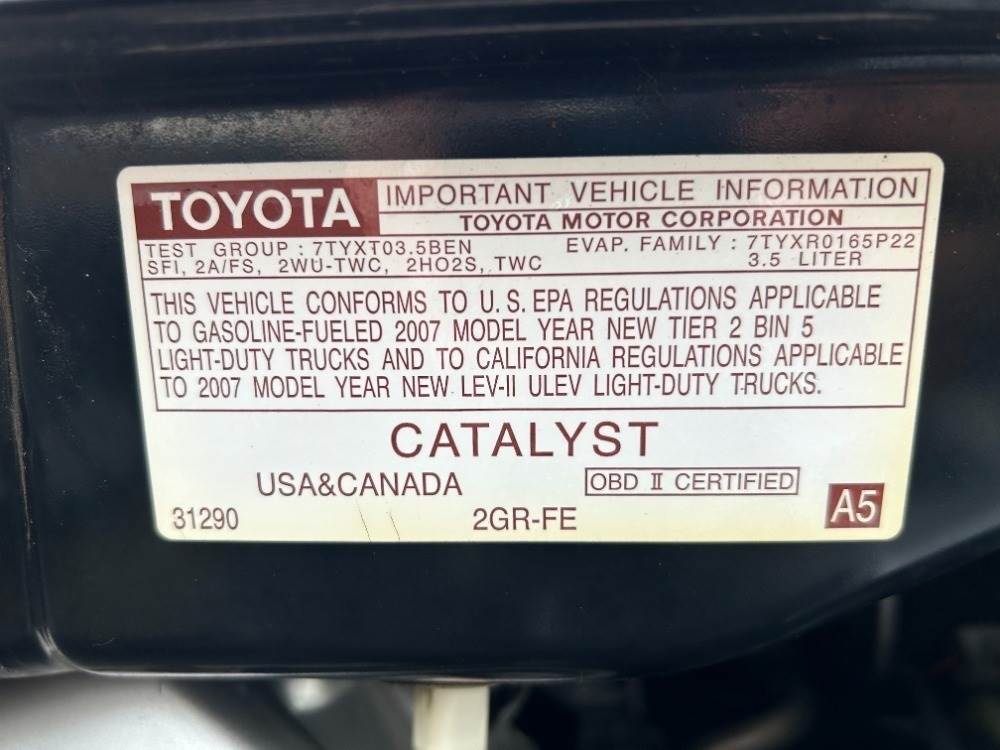 TOYOTA IMPORTANT VEHICLE INFORMATION
TOYOTA MOTOR CORPORATION
TEST GROUP : 7TYXT03.5BEN EVAP. FAMILY : 7TYXR0165P22
SFI, 2A/FS, 2WU-TWC, 2HO2S, TWC 3.5 LITER
THIS VEHICLE CONFORMS TO U.S. EPA REGULATIONS APPLICABLE
TO GASOLINE-FUELED 2007 MODEL YEAR NEW TIER 2 BIN 5
LIGHT-DUTY TRUCKS AND TO CALIFORNIA REGULATIONS APPLICABLE
TO 2007 MODEL YEAR NEW LEV-II ULEV LIGHT-DUTY TRUCKS.
CATALYST
USA&CANADA OBD II CERTIFIED
31290 2GR-FE A5